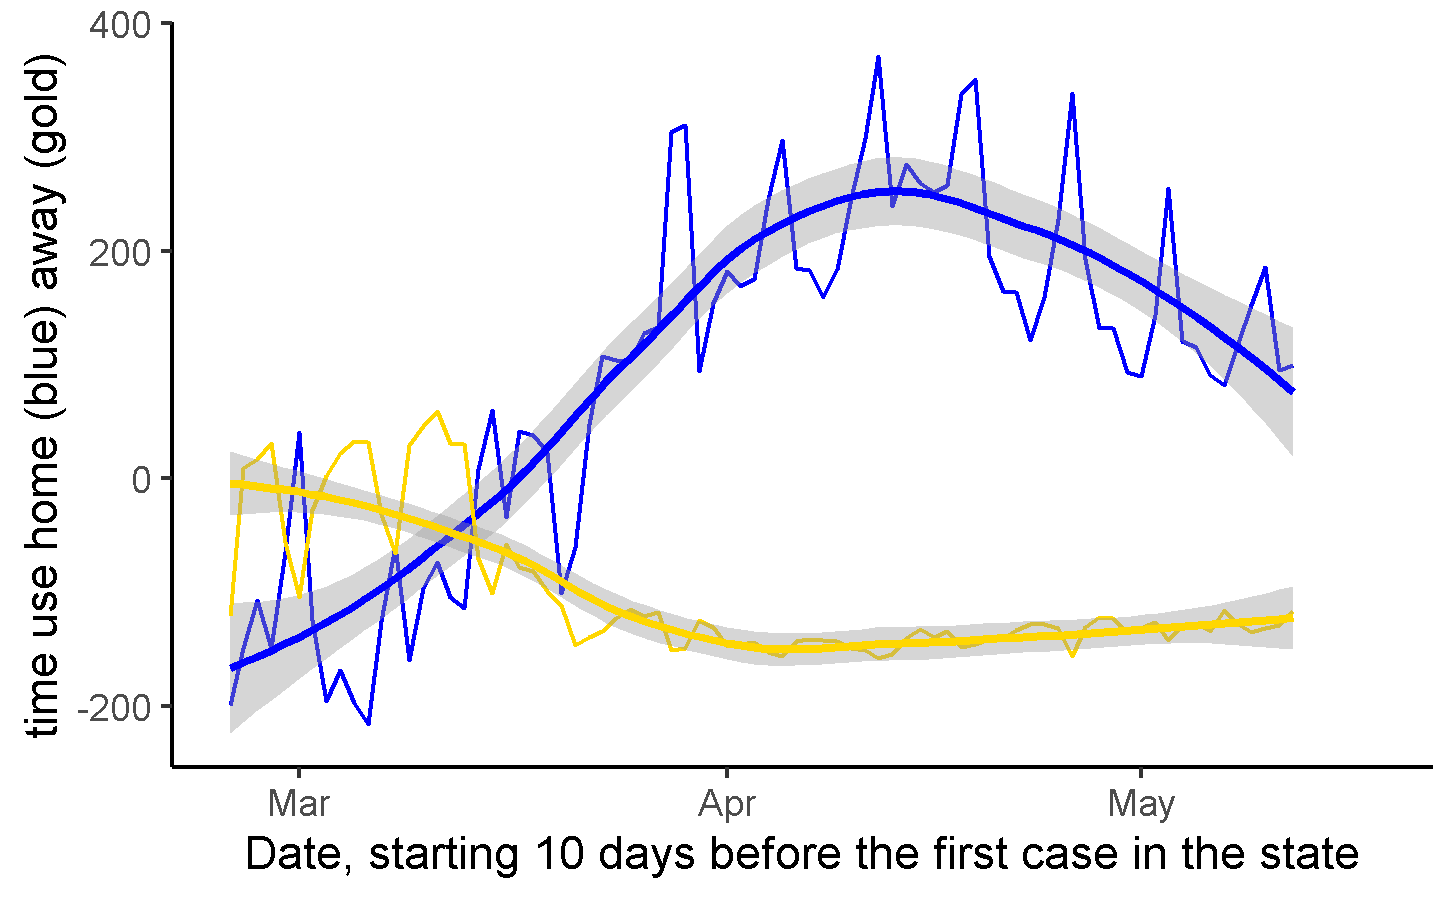 time use home (blue) away (gold)
400
200
0
-200
Mar
Apr
May
Date, starting 10 days before the first case in the state